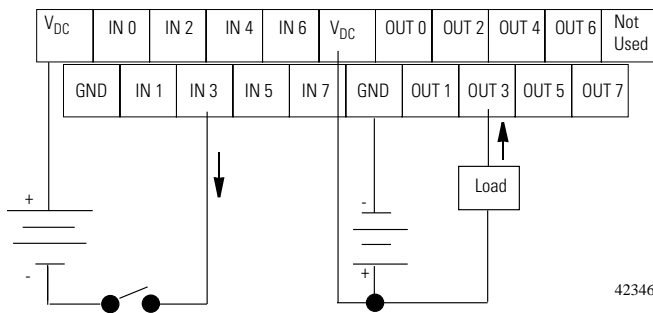 VDC IN 0 IN 2 IN 4 IN 6 VDC OUT 0 OUT 2 OUT 4 OUT 6 Not Used
GND IN 1 IN 3 IN 5 IN 7 GND OUT 1 OUT 3 OUT 5 OUT 7
Load
+
-
-
+
42346